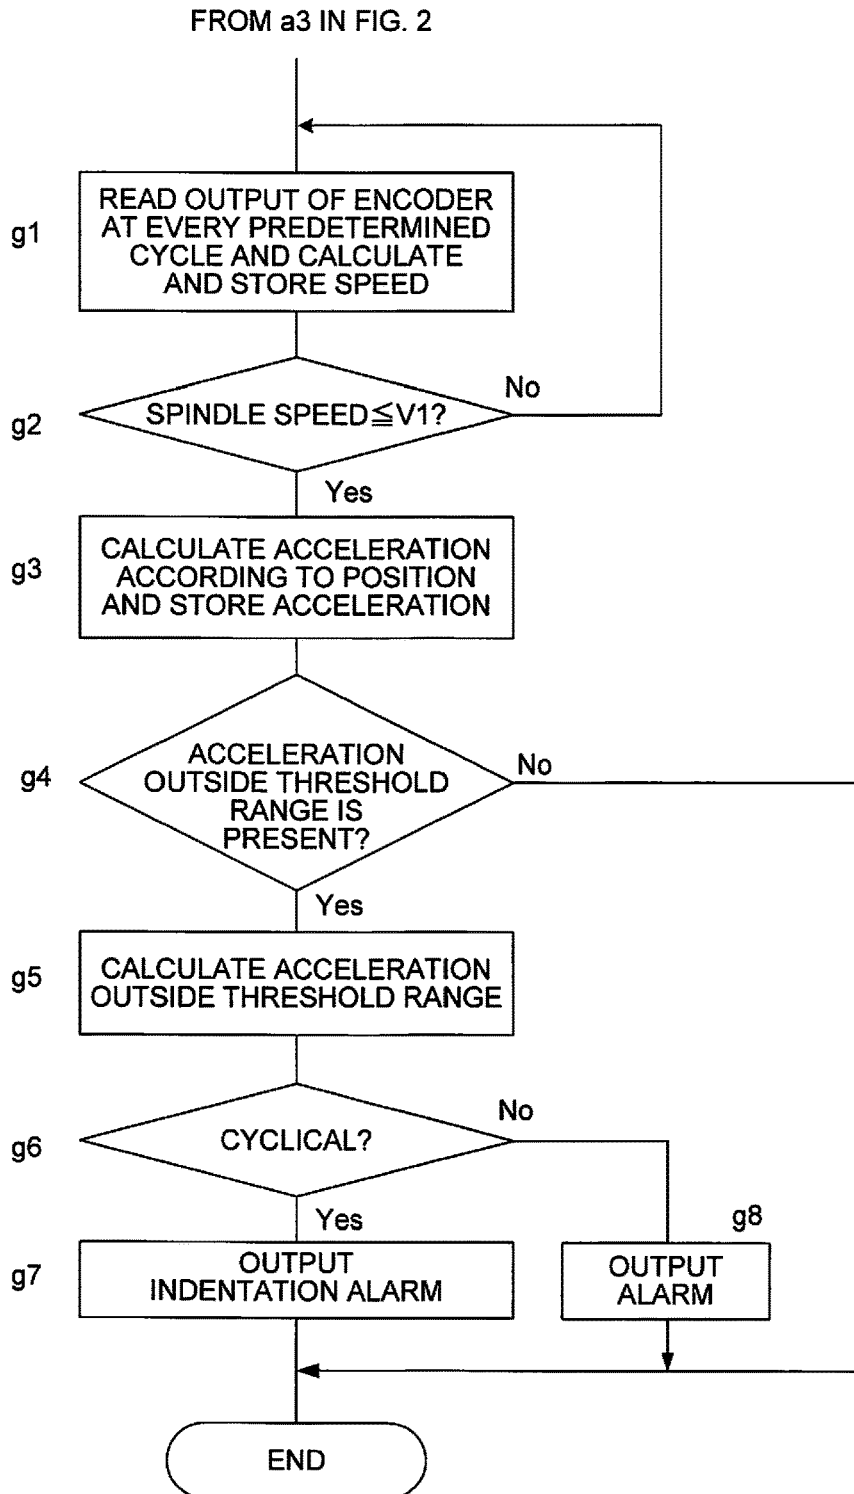 FROM a3 IN FIG. 2
g1
READ OUTPUT OF ENCODER
AT EVERY PREDETERMINED
CYCLE AND CALCULATE
AND STORE SPEED
g2
SPINDLE SPEED≦V1?
No
Yes
g3
CALCULATE ACCELERATION
ACCORDING TO POSITION
AND STORE ACCELERATION
g4
ACCELERATION
OUTSIDE THRESHOLD
RANGE IS
PRESENT?
No
Yes
g5
CALCULATE ACCELERATION
OUTSIDE THRESHOLD RANGE
g6
CYCLICAL?
No
Yes
g7
OUTPUT
INDENTATION ALARM
g8
OUTPUT
ALARM
END